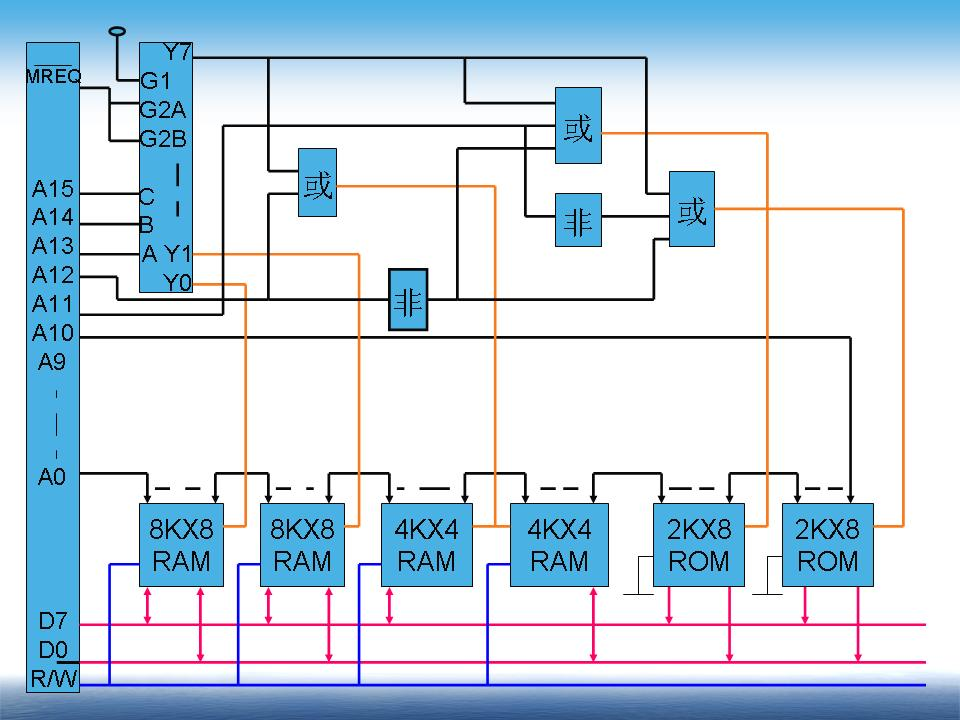 MREQ
A15
A14
A13
A12
A11
A10
A9
A0
D7
D0
R/W
Y7
G1
G2A
G2B
C
B
A Y1
Y0
或
或
非
或
非
8KX8
RAM
8KX8
RAM
4KX4
RAM
4KX4
RAM
2KX8
ROM
2KX8
ROM